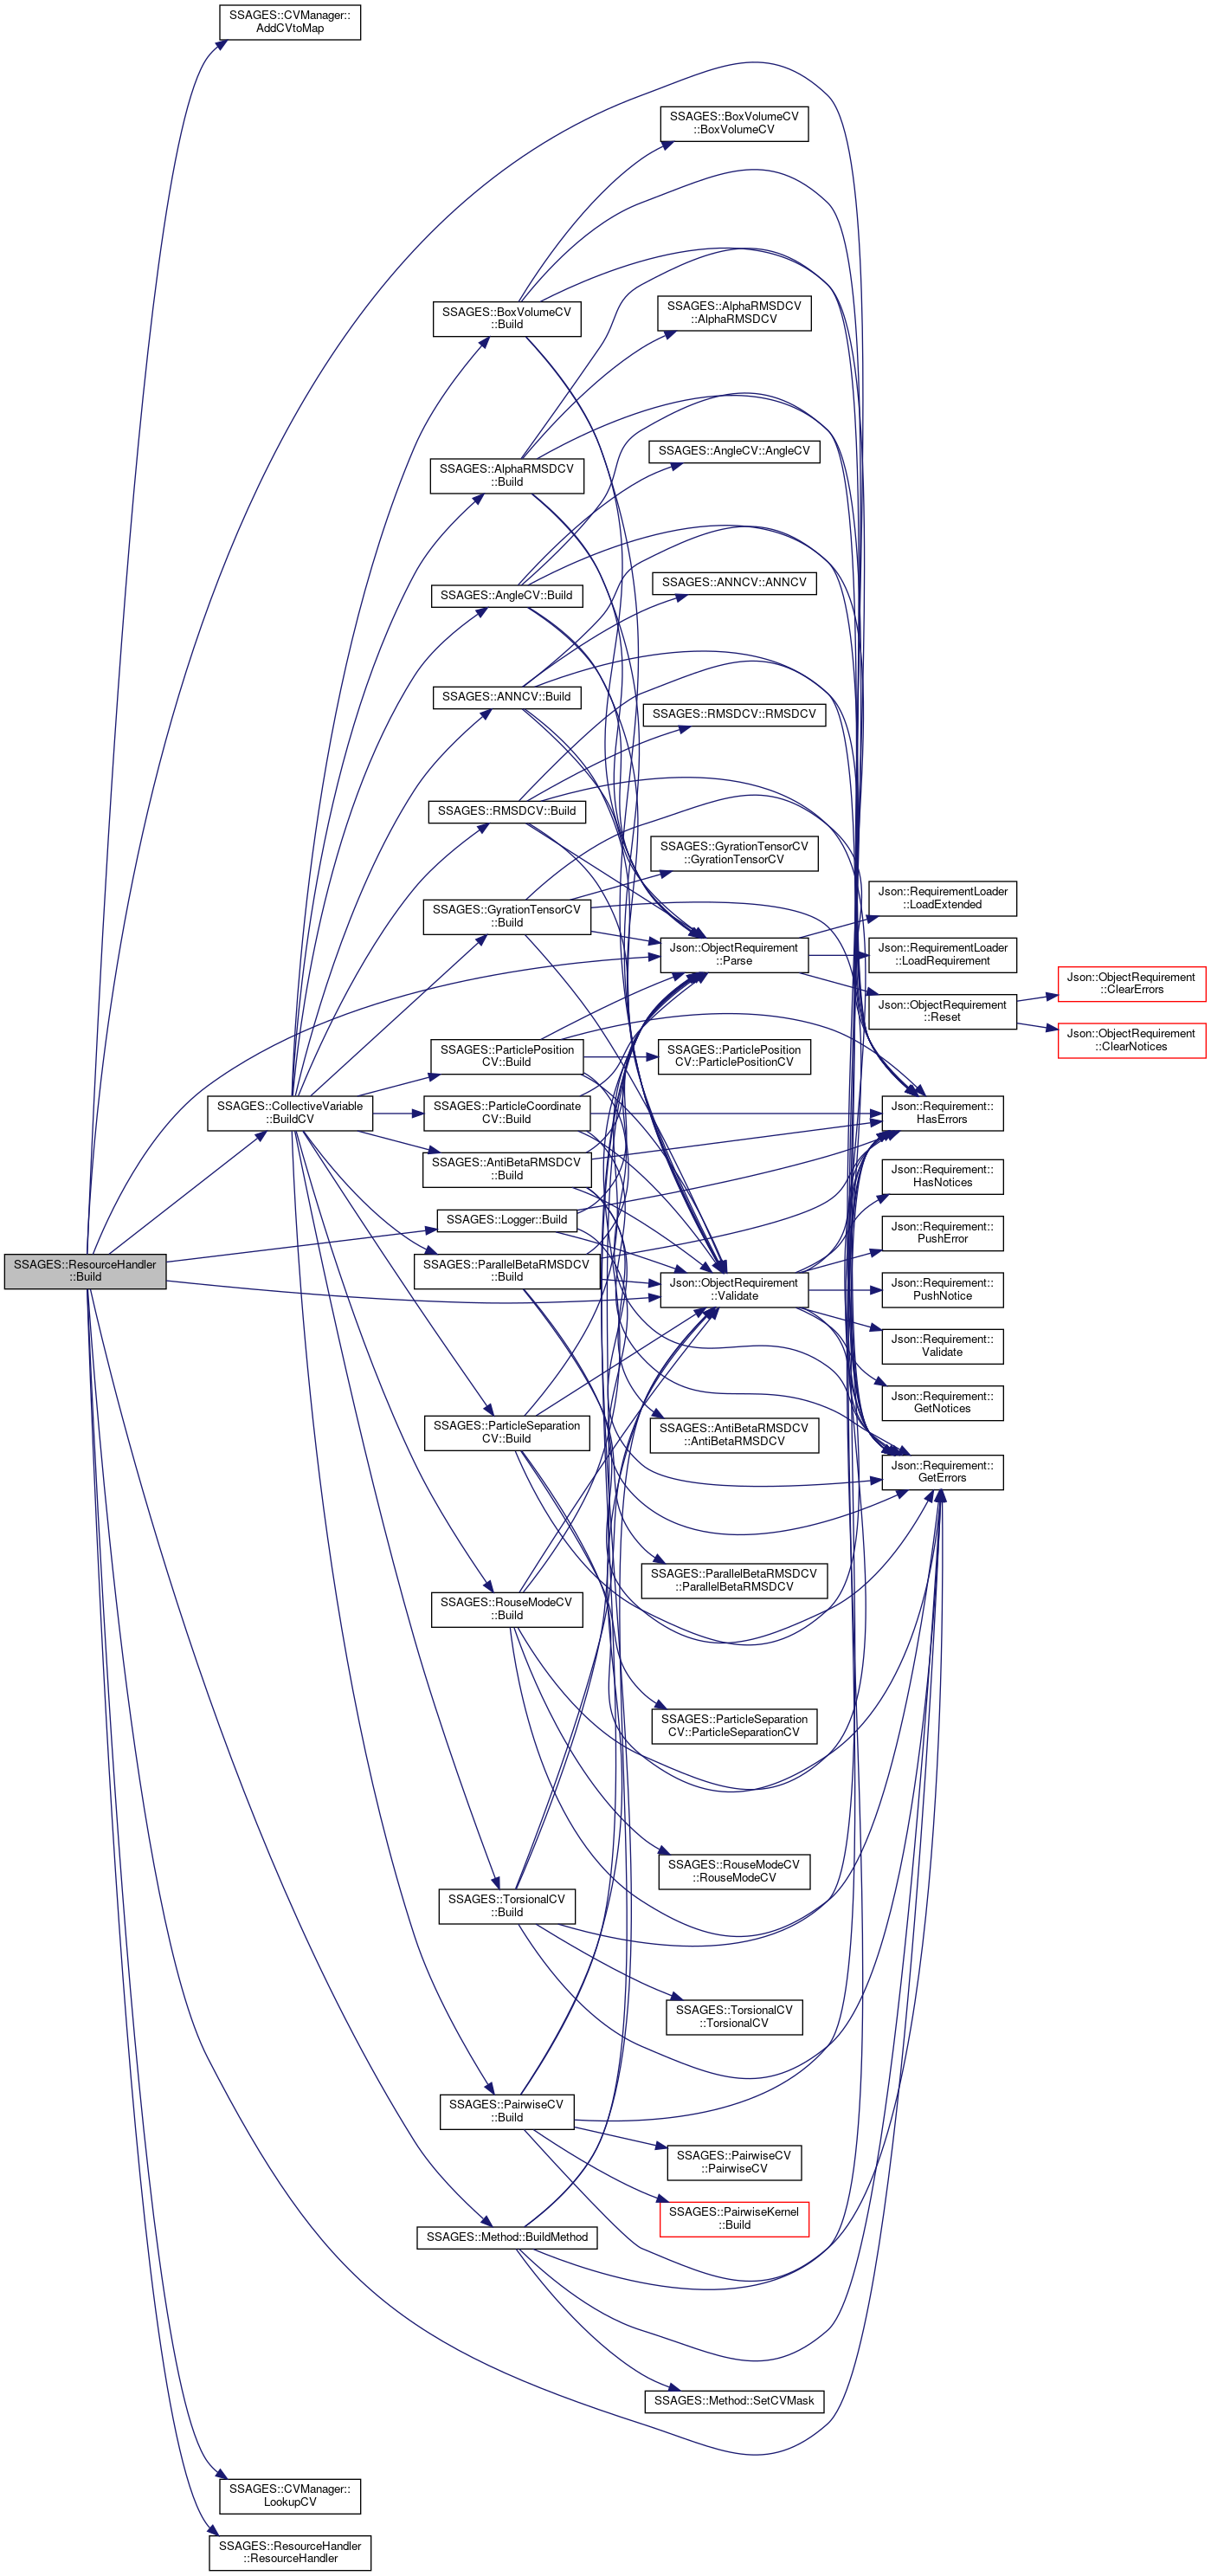 SSAGES::CVManager::
AddCVtoMap
SSAGES::BoxVolumeCV
::BoxVolumeCV
SSAGES::BoxVolumeCV
::Build
SSAGES::AlphaRMSDCV
::AlphaRMSDCV
SSAGES::AlphaRMSDCV
::Build
SSAGES::AngleCV::AngleCV
SSAGES::AngleCV::Build
SSAGES::ANNCV::ANNCV
SSAGES::ANNCV::Build
SSAGES::RMSDCV::RMSDCV
SSAGES::RMSDCV::Build
SSAGES::GyrationTensorCV
::GyrationTensorCV
SSAGES::GyrationTensorCV
::Build
Json::RequirementLoader
::LoadExtended
Json::ObjectRequirement
::Parse
Json::RequirementLoader
::LoadRequirement
Json::ObjectRequirement
::ClearErrors
Json::ObjectRequirement
::Reset
Json::ObjectRequirement
::ClearNotices
SSAGES::ParticlePosition
CV::Build
SSAGES::ParticlePosition
CV::ParticlePositionCV
SSAGES::CollectiveVariable
::BuildCV
SSAGES::ParticleCoordinate
CV::Build
Json::Requirement::
HasErrors
SSAGES::AntiBetaRMSDCV
::Build
Json::Requirement::
HasNotices
SSAGES::Logger::Build
Json::Requirement::
PushError
SSAGES::ResourceHandler
::Build
SSAGES::ParallelBetaRMSDCV
::Build
Json::ObjectRequirement
::Validate
Json::Requirement::
PushNotice
Json::Requirement::
Validate
Json::Requirement::
GetNotices
SSAGES::ParticleSeparation
CV::Build
SSAGES::AntiBetaRMSDCV
::AntiBetaRMSDCV
Json::Requirement::
GetErrors
SSAGES::ParallelBetaRMSDCV
::ParallelBetaRMSDCV
SSAGES::RouseModeCV
::Build
SSAGES::ParticleSeparation
CV::ParticleSeparationCV
SSAGES::RouseModeCV
::RouseModeCV
SSAGES::TorsionalCV
::Build
SSAGES::TorsionalCV
::TorsionalCV
SSAGES::PairwiseCV
::Build
SSAGES::PairwiseCV
::PairwiseCV
SSAGES::PairwiseKernel
::Build
SSAGES::Method::BuildMethod
SSAGES::Method::SetCVMask
SSAGES::CVManager::
LookupCV
SSAGES::ResourceHandler
::ResourceHandler